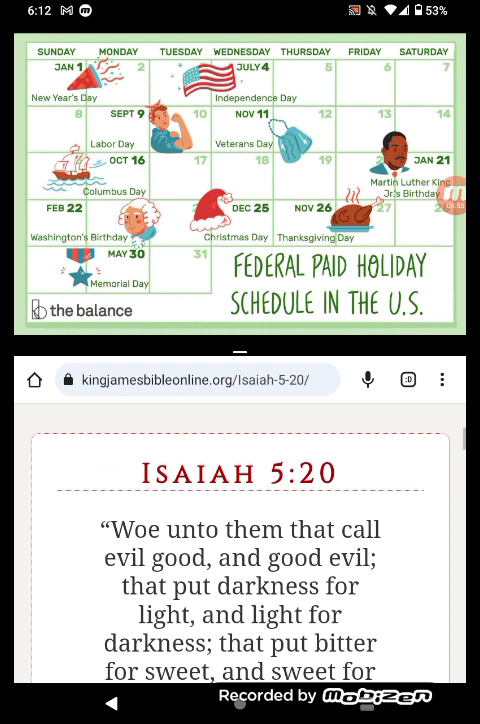 6:12 53%
SUNDAY MONDAY TUESDAY WEDNESDAY THURSDAY FRIDAY SATURDAY
JAN 1 2 JULY 4 5 6 7
New Year's Day Independence Day
8 SEPT 9 10 NOV 11 12 13 14
Labor Day Veterans Day
OCT 16 17 18 19 JAN 21
Columbus Day Martin Luther King
Jr.'s Birthday
06:53
FEB 22 DEC 25 NOV 26 27
Washington's Birthday Christmas Day Thanksgiving Day
MAY 30 31
Memorial Day
FEDERAL PAID HOLIDAY
SCHEDULE IN THE U.S.
the balance
kingjamesbibleonline.org/Isaiah-5-20/ :D
ISAIAH 5:20
“Woe unto them that call
evil good, and good evil;
that put darkness for
light, and light for
darkness; that put bitter
for sweet, and sweet for
Recorded by Mobizen